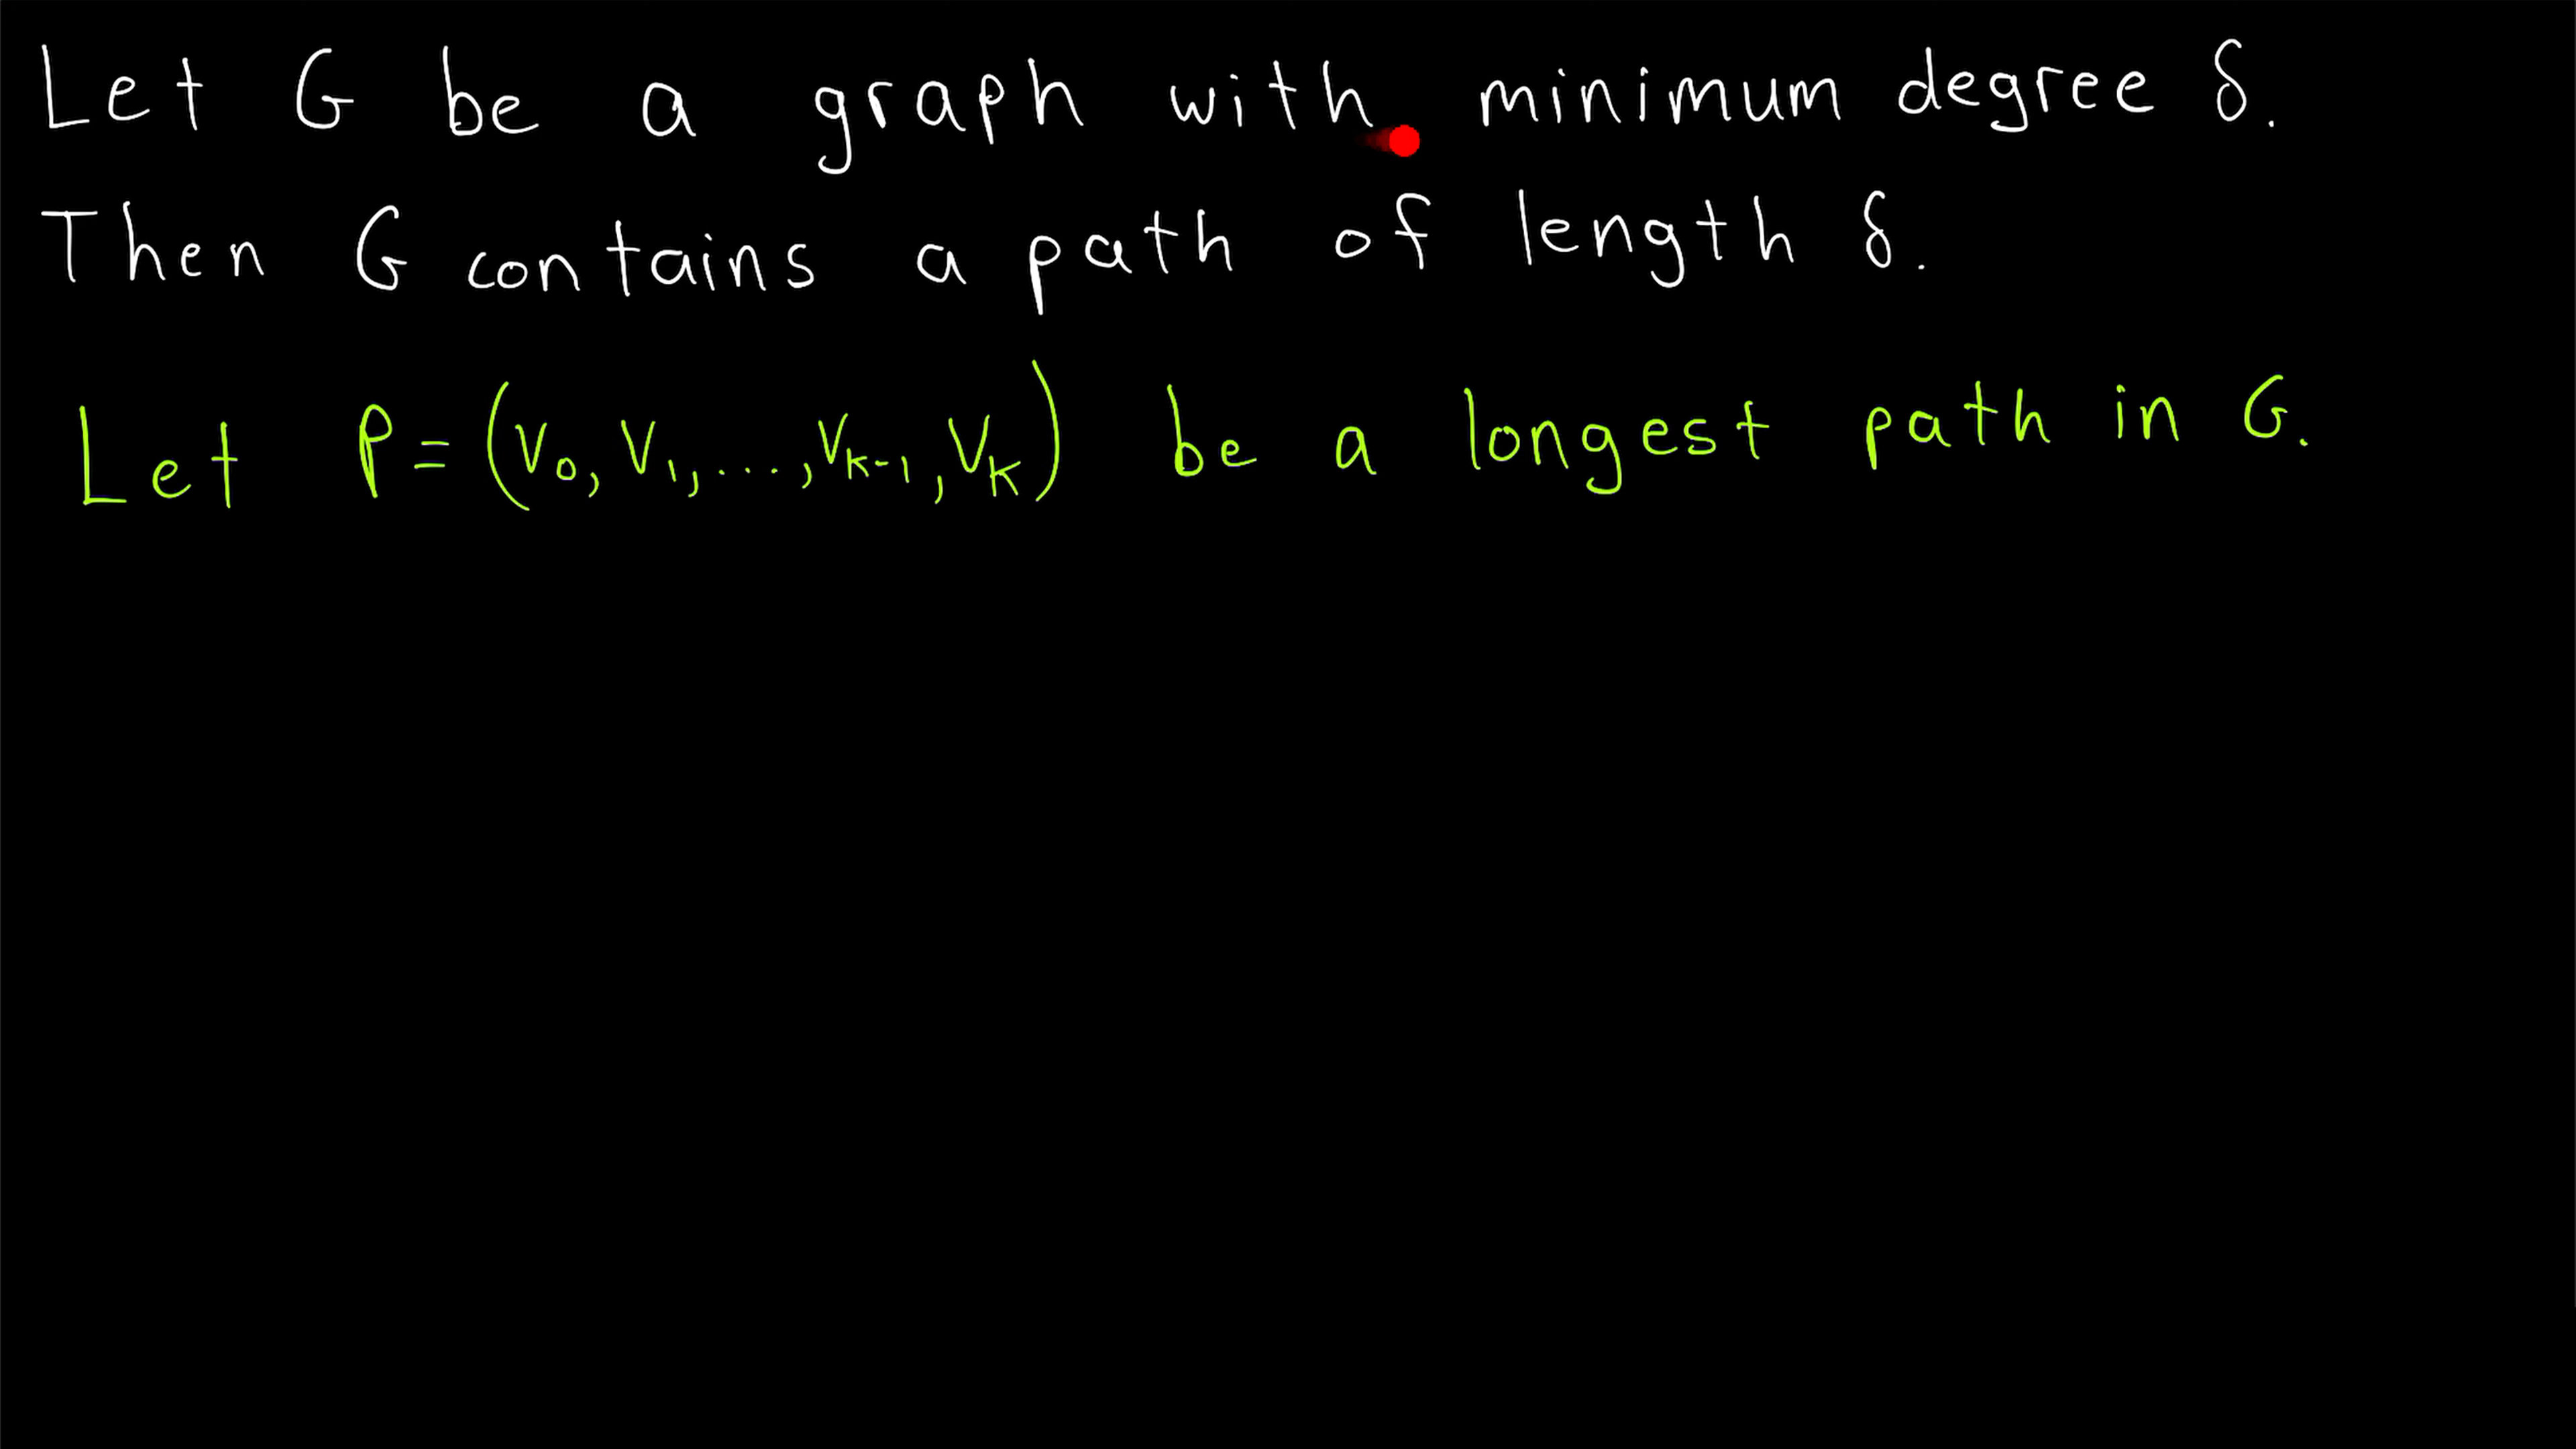 Let G be a graph with minimum degree δ.
Then G contains a path of length δ.
Let P = (v₀, v₁, ..., vₖ₋₁, vₖ) be a longest path in G.